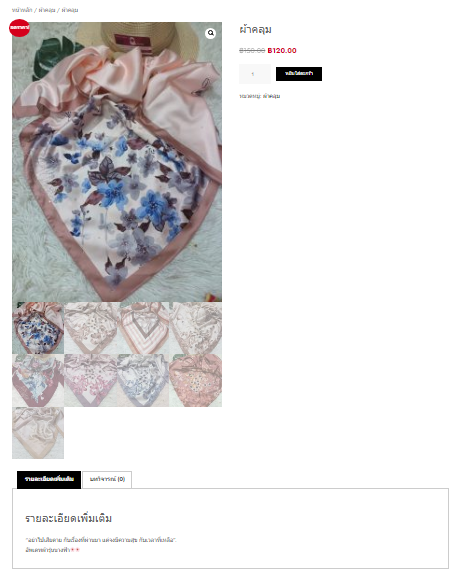 หน้าหลัก / ผ้าคลุม / ผ้าคลุม
ลดราคา!
ผ้าคลุม
฿150.00 ฿120.00
1
หยิบใส่ตะกร้า
หมวดหมู่: ผ้าคลุม
รายละเอียดเพิ่มเติม
บทวิจารณ์ (0)
รายละเอียดเพิ่มเติม
"อย่าไปเสียดาย กับเรื่องที่ผ่านมา แต่จงมีความสุข กับเวลาที่เหลือ"